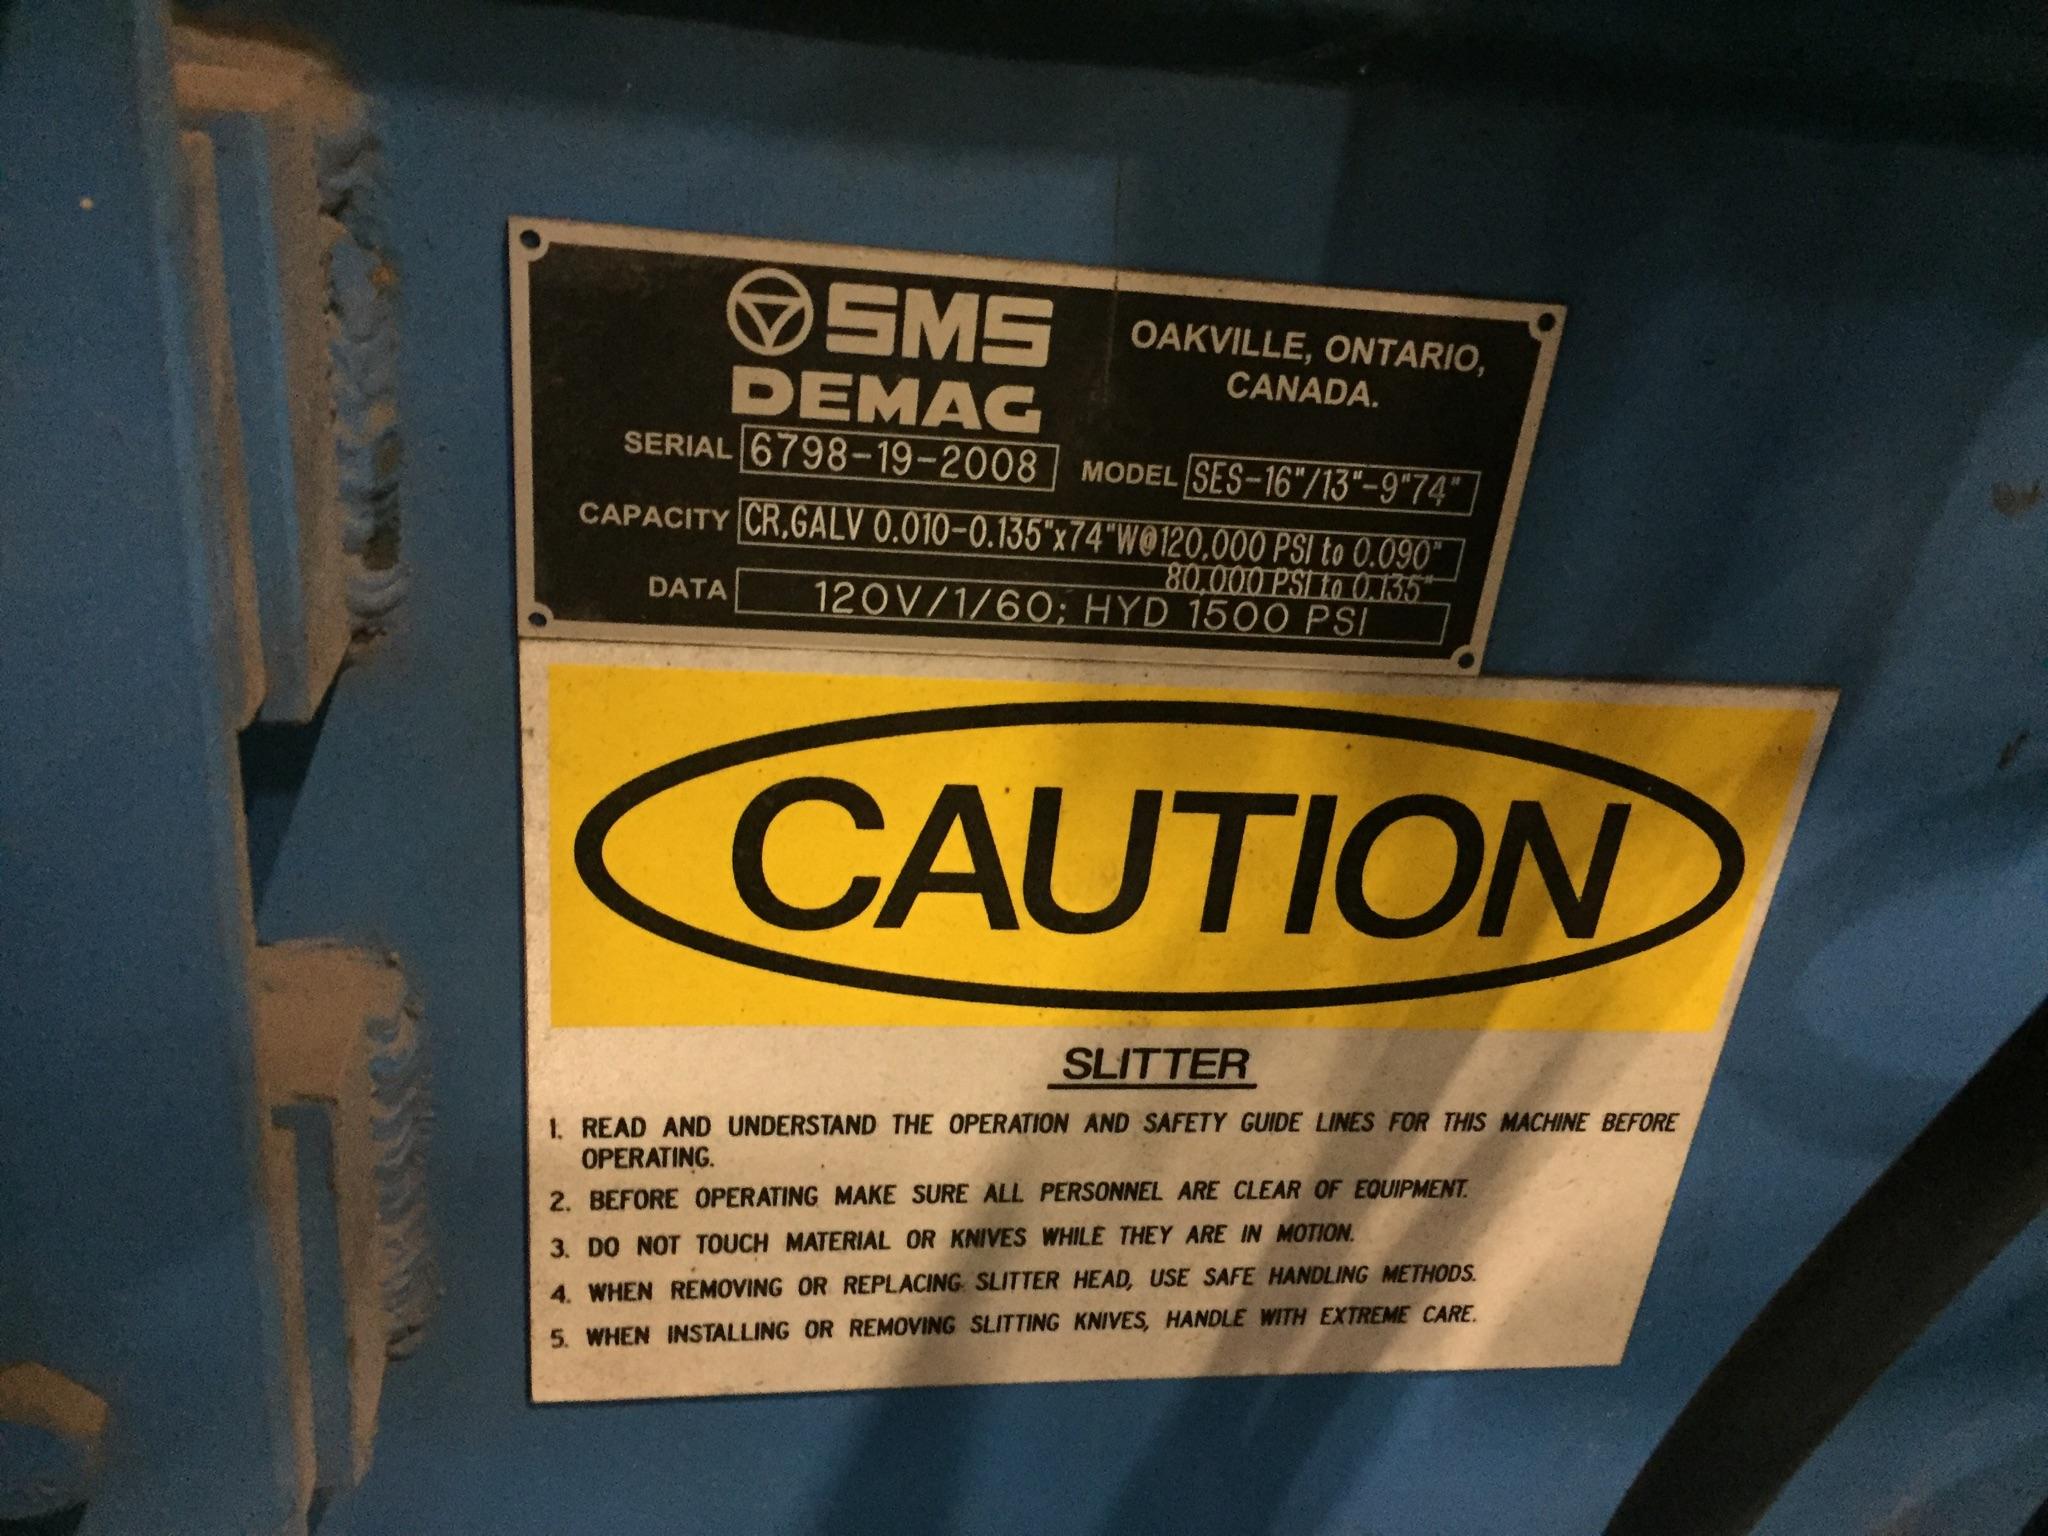 SMS
DEMAG
OAKVILLE, ONTARIO,
CANADA.
SERIAL 6798-19-2008 MODEL SES-16"/13"-9"74"
CAPACITY CR,GALV 0.010-0.135"x74"W@120,000 PSI to 0.090"
80,000 PSI to 0.135"
DATA 120V/1/60; HYD 1500 PSI
CAUTION
SLITTER
1. READ AND UNDERSTAND THE OPERATION AND SAFETY GUIDE LINES FOR THIS MACHINE BEFORE
OPERATING.
2. BEFORE OPERATING MAKE SURE ALL PERSONNEL ARE CLEAR OF EQUIPMENT.
3. DO NOT TOUCH MATERIAL OR KNIVES WHILE THEY ARE IN MOTION.
4. WHEN REMOVING OR REPLACING SLITTER HEAD, USE SAFE HANDLING METHODS.
5. WHEN INSTALLING OR REMOVING SLITTING KNIVES, HANDLE WITH EXTREME CARE.